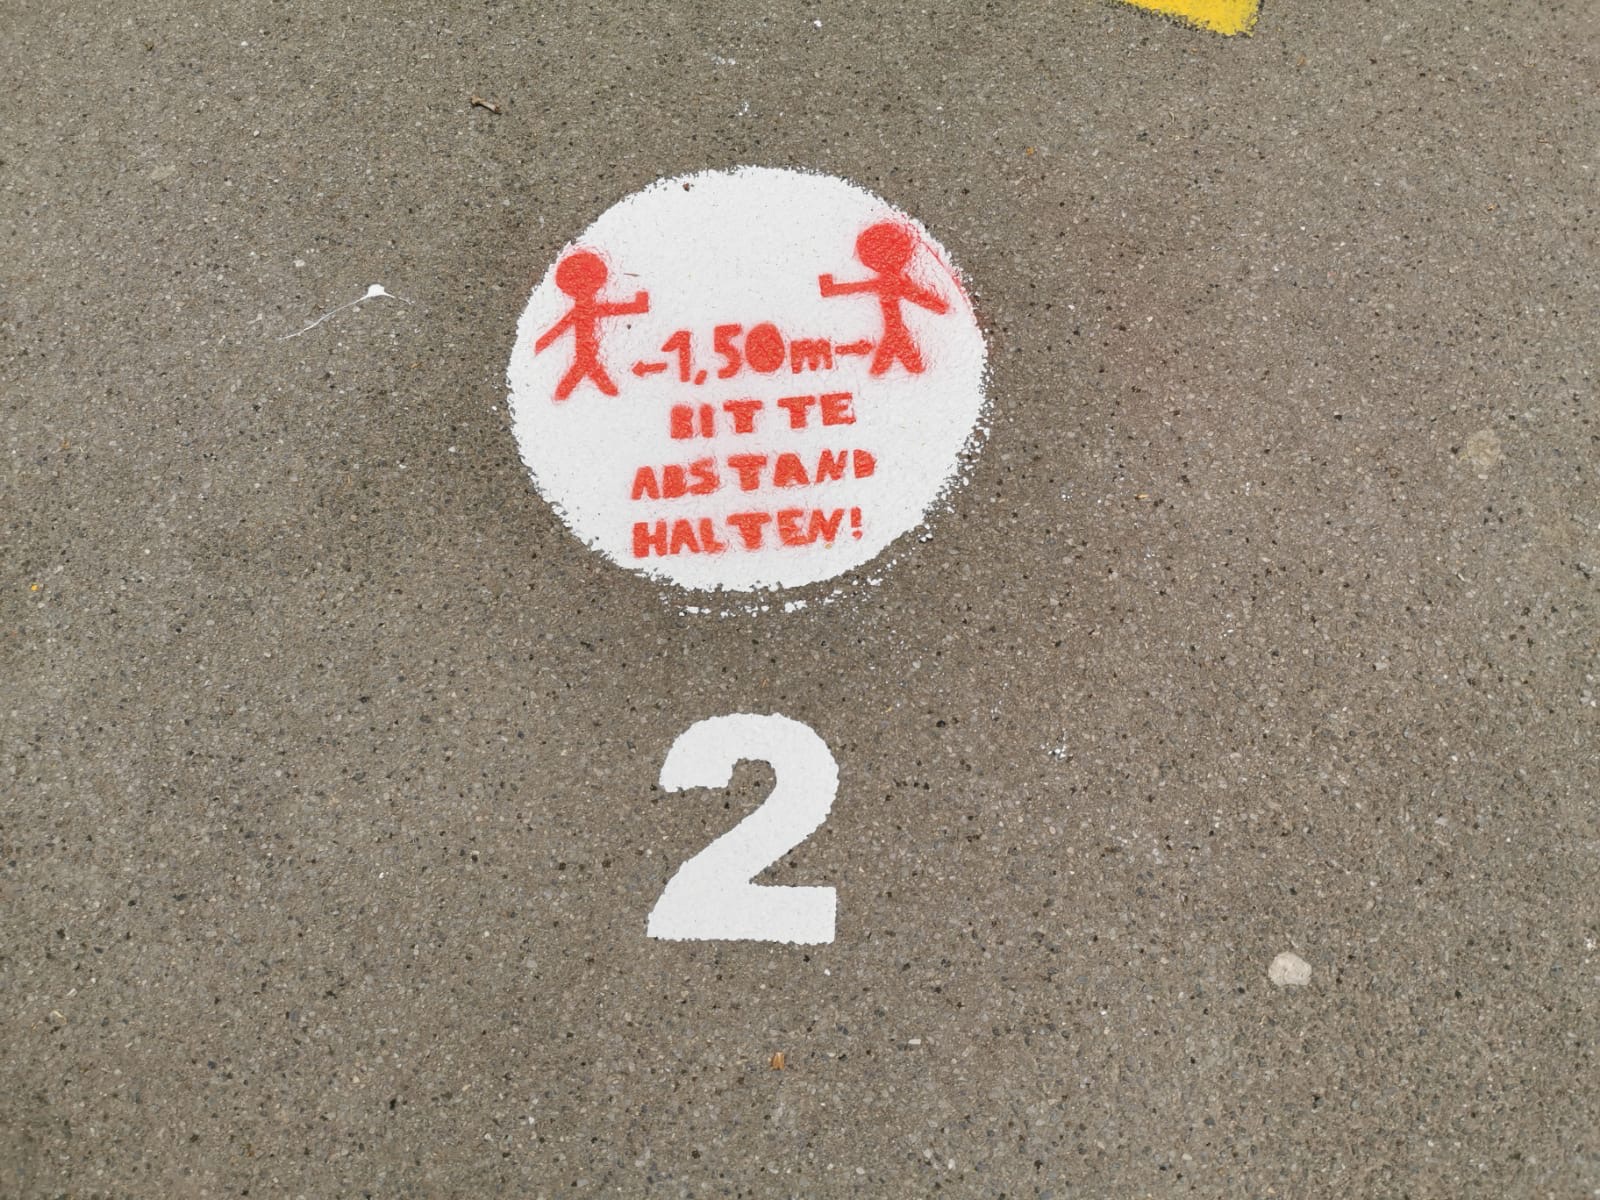 ←1,50m→
BITTE
ABSTAND
HALTEN!
2